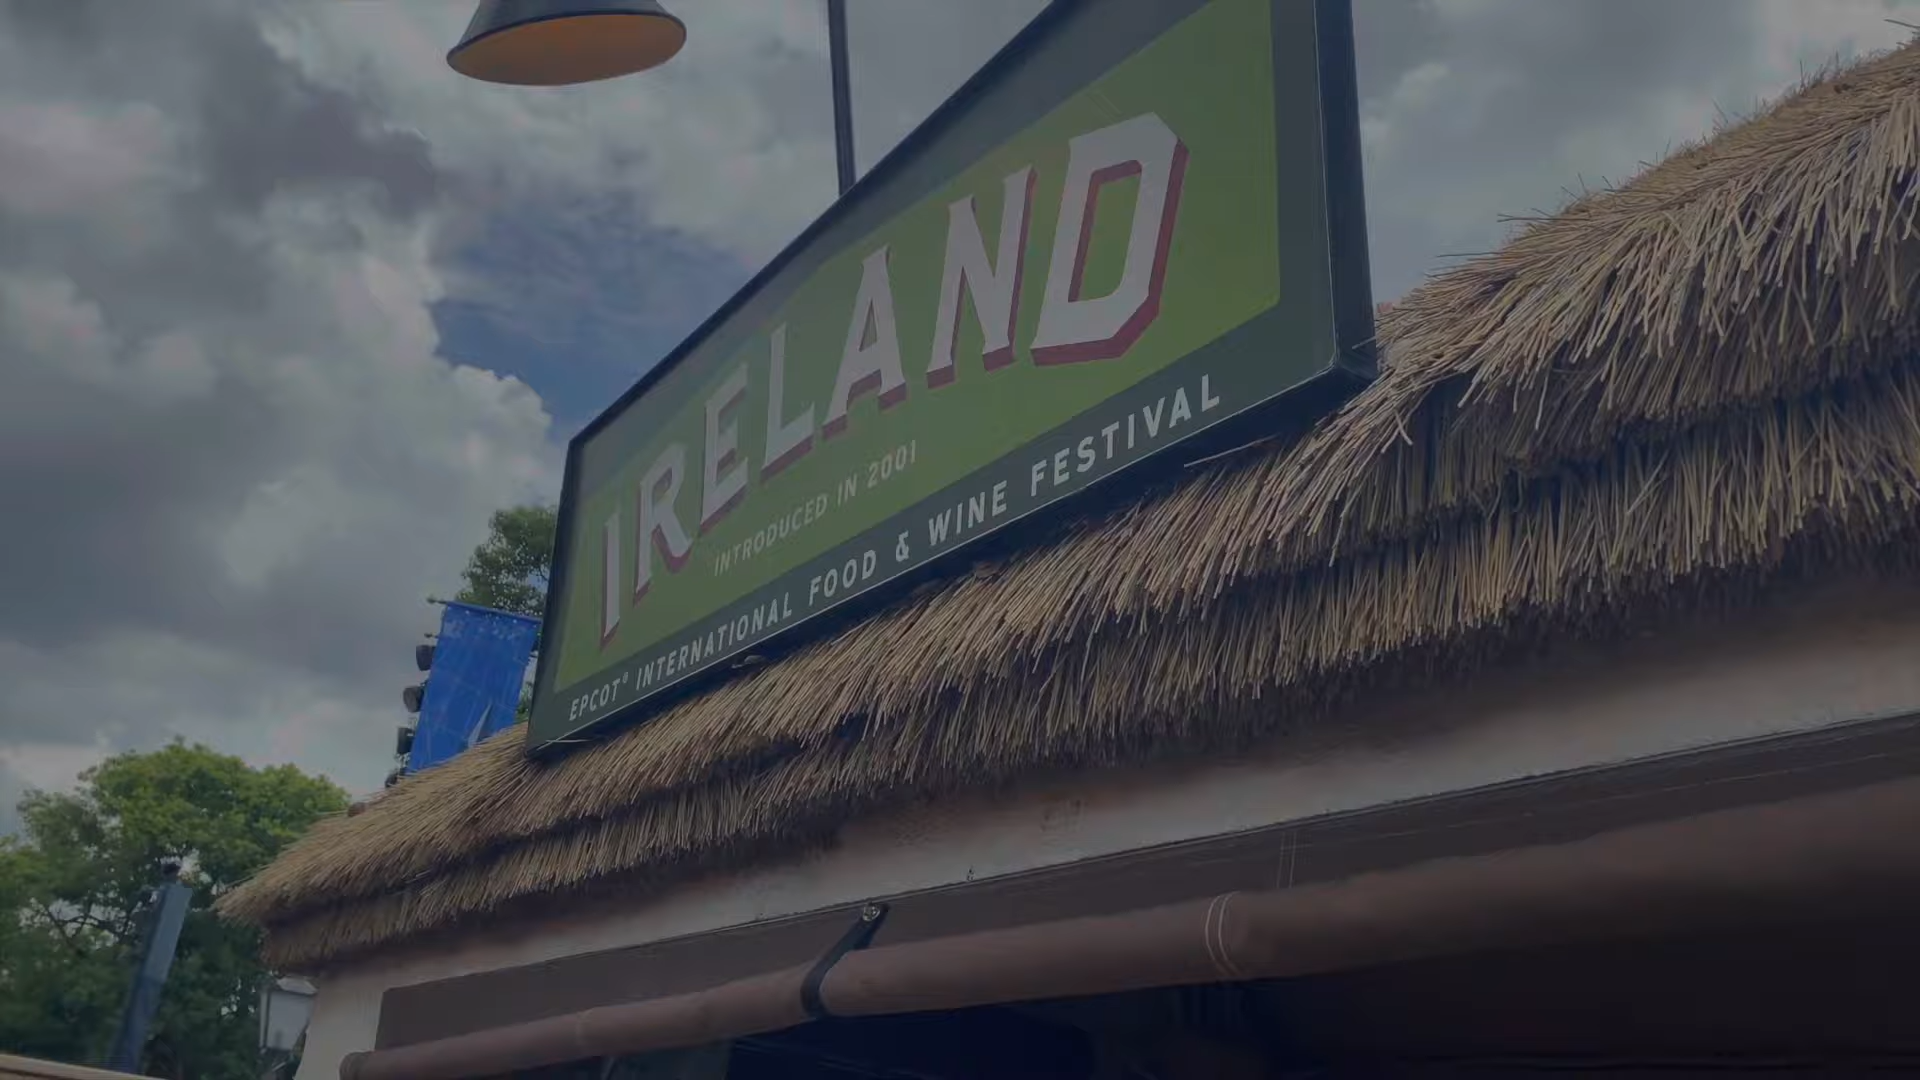 IRELAND
INTRODUCED IN 2001
EPCOT® INTERNATIONAL FOOD & WINE FESTIVAL